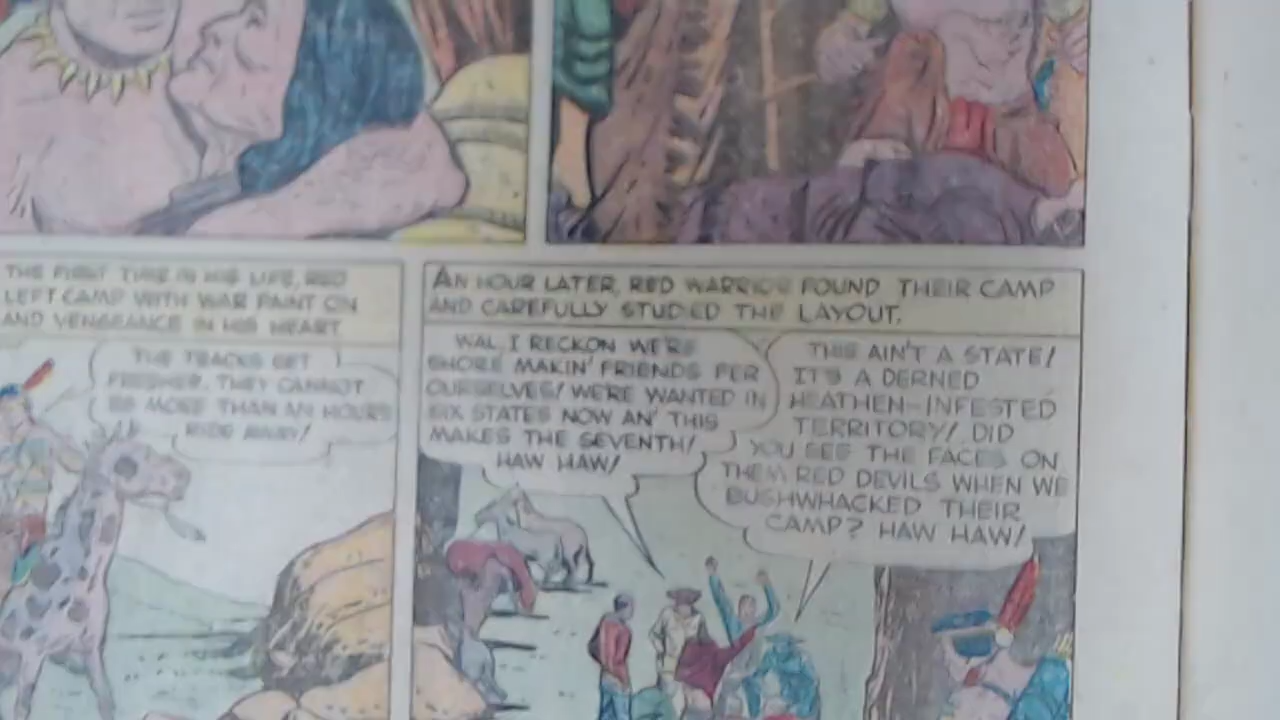 THE FIRST TIME IN HIS LIFE, RED
LEFT CAMP WITH WAR PAINT ON
AND VENGEANCE IN HIS HEART
THE TRACKS GET
FRESHER. THEY CANNOT
BE MORE THAN AN HOURS
RIDE AWAY!
AN HOUR LATER, RED WARRIOR FOUND THEIR CAMP
AND CAREFULLY STUDIED THE LAYOUT.
WAL I RECKON WE'RE
SHORE MAKIN' FRIENDS FER
OURSELVES! WE'RE WANTED IN
SIX STATES NOW AN' THIS
MAKES THE SEVENTH!
HAW HAW!
THIS AIN'T A STATE!
IT'S A DERNED
HEATHEN-INFESTED
TERRITORY! DID
YOU SEE THE FACES ON
THEM RED DEVILS WHEN WE
BUSHWHACKED THEIR
CAMP? HAW HAW!